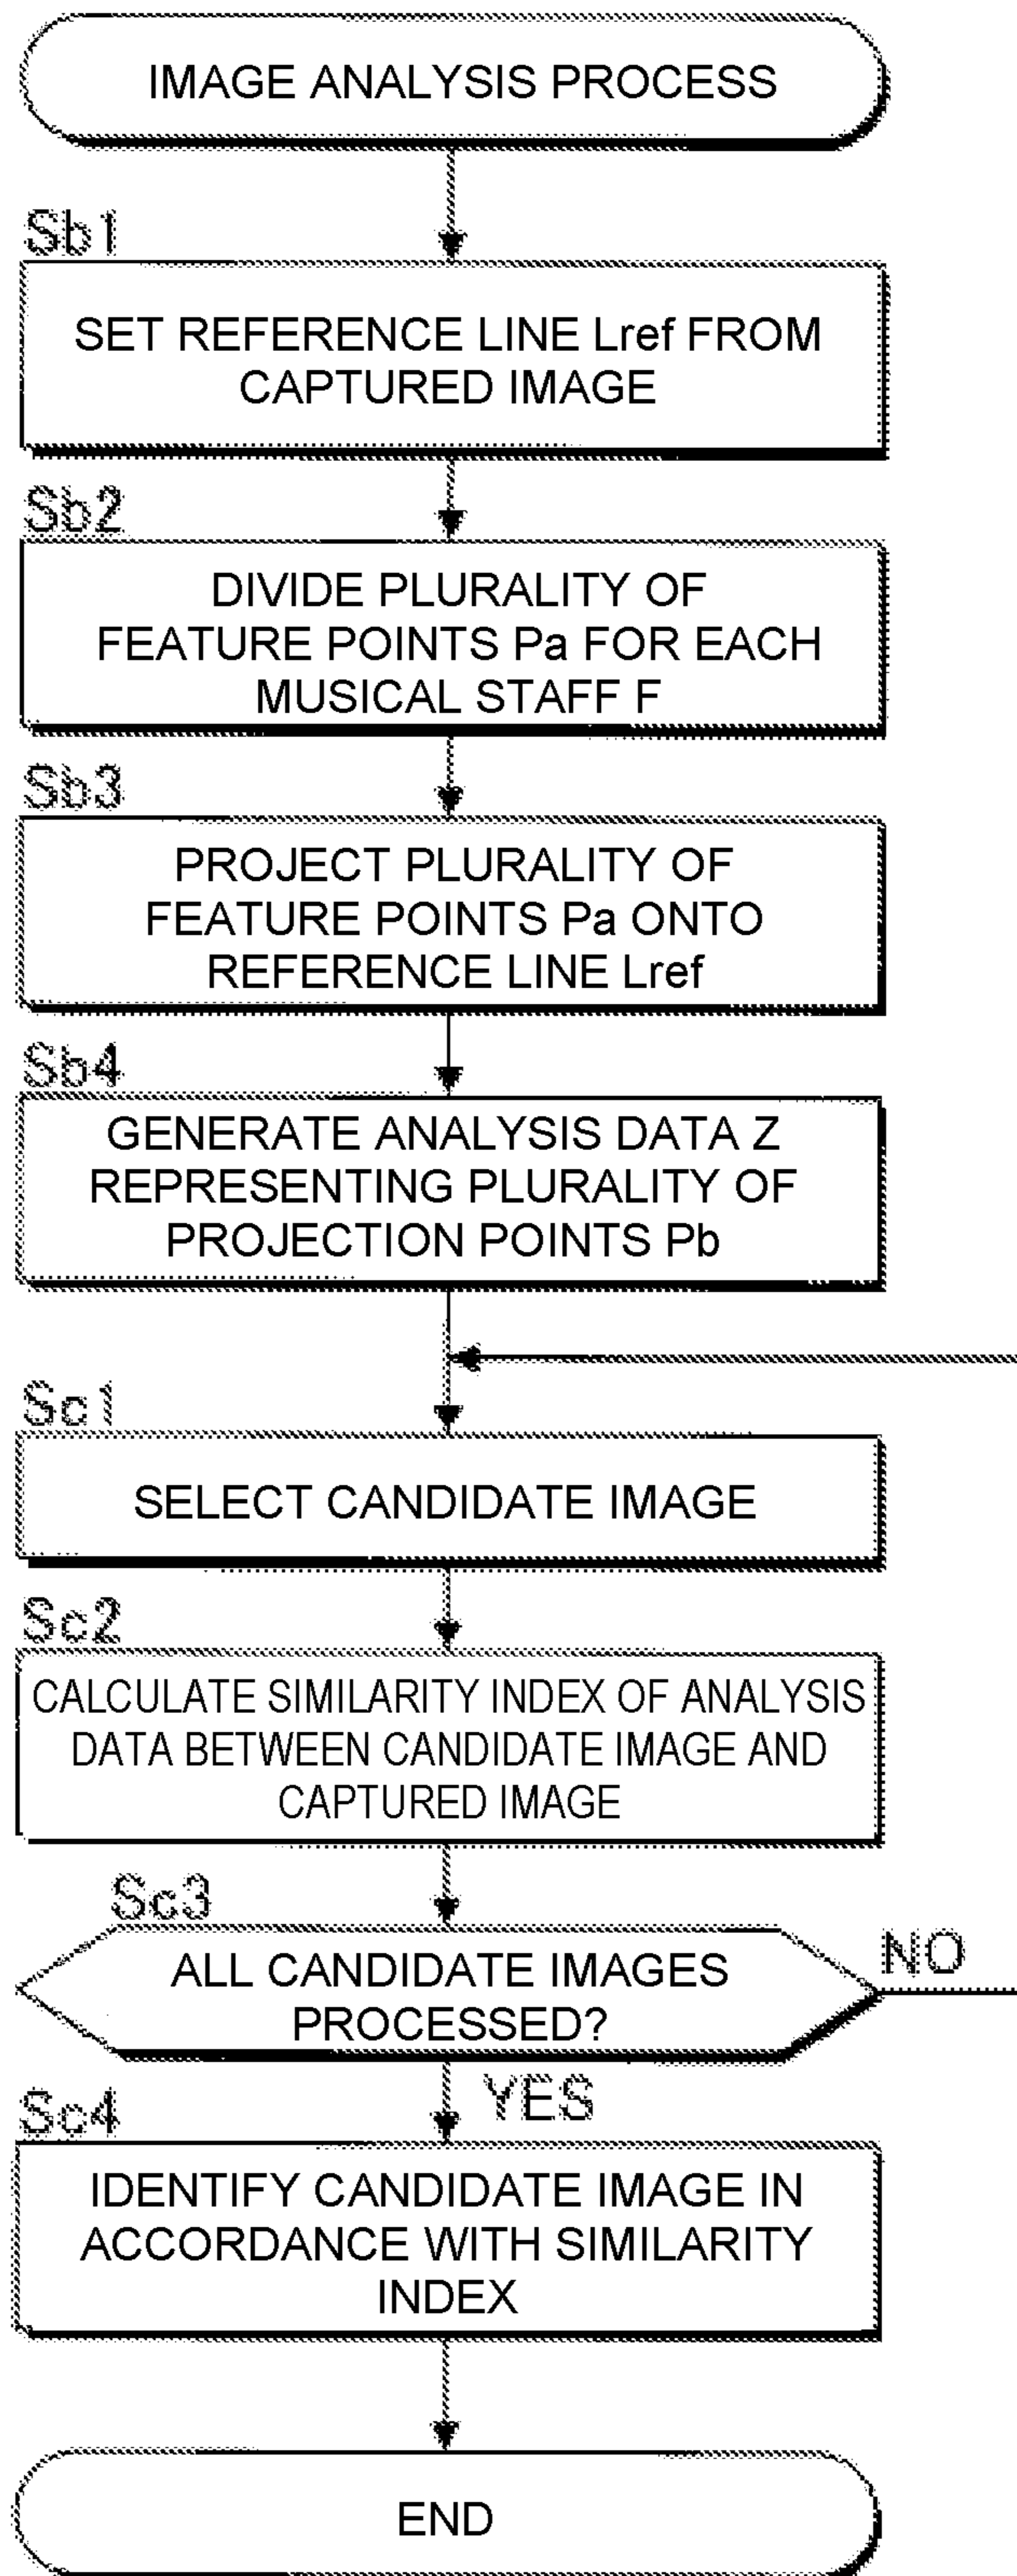 IMAGE ANALYSIS PROCESS
Sb1
SET REFERENCE LINE Lref FROM
CAPTURED IMAGE
Sb2
DIVIDE PLURALITY OF
FEATURE POINTS Pa FOR EACH
MUSICAL STAFF F
Sb3
PROJECT PLURALITY OF
FEATURE POINTS Pa ONTO
REFERENCE LINE Lref
Sb4
GENERATE ANALYSIS DATA Z
REPRESENTING PLURALITY OF
PROJECTION POINTS Pb
Sc1
SELECT CANDIDATE IMAGE
Sc2
CALCULATE SIMILARITY INDEX OF ANALYSIS
DATA BETWEEN CANDIDATE IMAGE AND
CAPTURED IMAGE
Sc3
ALL CANDIDATE IMAGES
PROCESSED?
NO
YES
Sc4
IDENTIFY CANDIDATE IMAGE IN
ACCORDANCE WITH SIMILARITY
INDEX
END